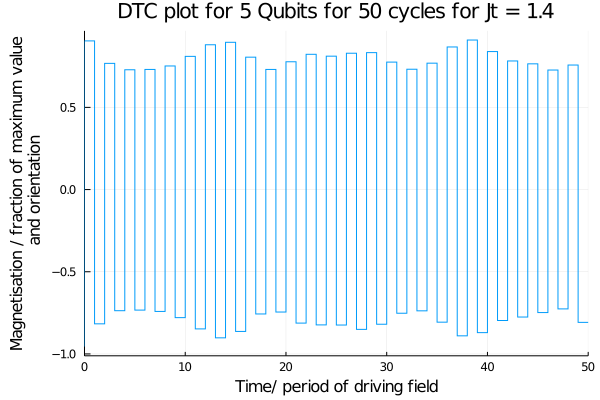 DTC plot for 5 Qubits for 50 cycles for Jt = 1.4
Magnetisation / fraction of maximum value
and orientation
0.5
0.0
−0.5
−1.0
0
10
20
30
40
50
Time/ period of driving field